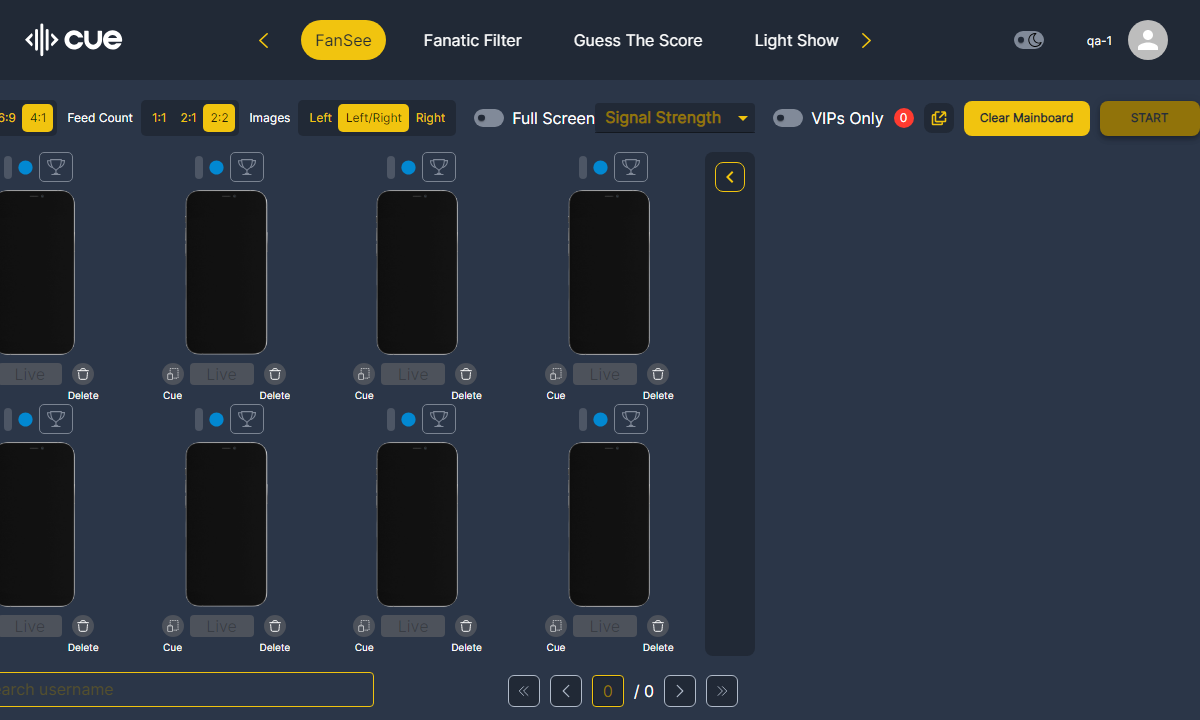 cue
FanSee Fanatic Filter Guess The Score Light Show
qa-1
6:9 4:1 Feed Count 1:1 2:1 2:2 Images Left Left/Right Right Full Screen Signal Strength VIPs Only 0 Clear Mainboard START
Live Live Live Live
Delete Cue Delete Cue Delete Cue Delete
Live Live Live Live
Delete Cue Delete Cue Delete Cue Delete
arch username 0 / 0